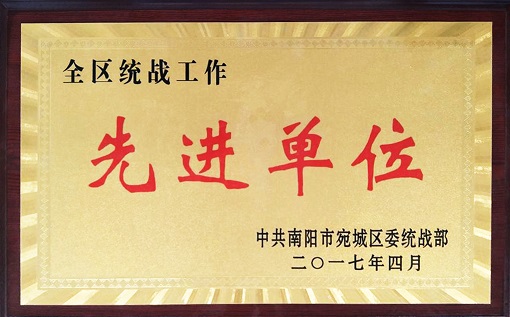 全区统战工作
先进单位
中共南阳市宛城区委统战部
二〇一七年四月